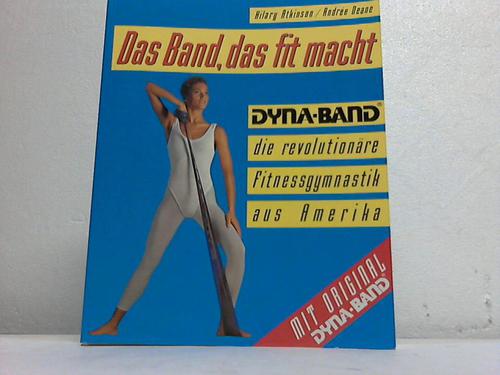 Hilary Atkinson / Andrée Deane
Das Band, das fit macht
DYNA-BAND®
die revolutionäre
Fitnessgymnastik
aus Amerika
MIT ORIGINAL
DYNA-BAND®